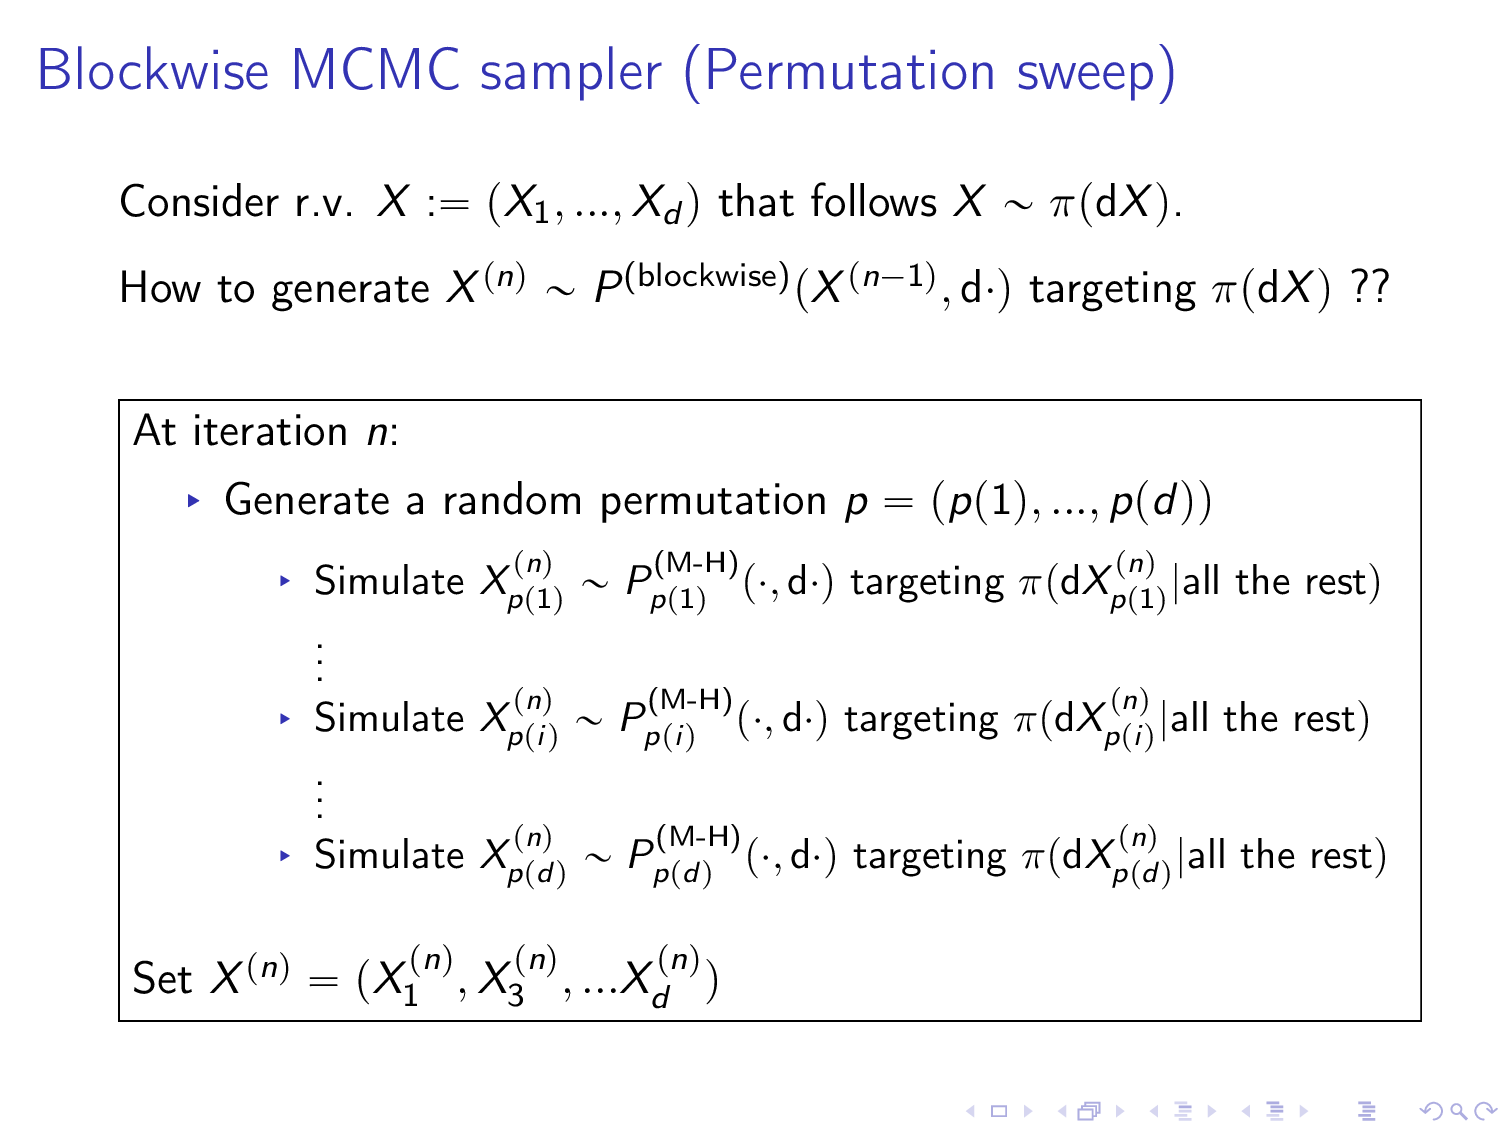 Blockwise MCMC sampler (Permutation sweep)
Consider r.v. $X := (X_1, ..., X_d)$ that follows $X \sim \pi(\mathrm{d}X)$.
How to generate $X^{(n)} \sim P^{(\text{blockwise})}(X^{(n-1)}, \mathrm{d}\cdot)$ targeting $\pi(\mathrm{d}X)$ ??
At iteration $n$:
▸ Generate a random permutation $p = (p(1), ..., p(d))$
▸ Simulate $X_{p(1)}^{(n)} \sim P_{p(1)}^{(\text{M-H})}(\cdot, \mathrm{d}\cdot)$ targeting $\pi(\mathrm{d}X_{p(1)}^{(n)}|\text{all the rest})$
⋮
▸ Simulate $X_{p(i)}^{(n)} \sim P_{p(i)}^{(\text{M-H})}(\cdot, \mathrm{d}\cdot)$ targeting $\pi(\mathrm{d}X_{p(i)}^{(n)}|\text{all the rest})$
⋮
▸ Simulate $X_{p(d)}^{(n)} \sim P_{p(d)}^{(\text{M-H})}(\cdot, \mathrm{d}\cdot)$ targeting $\pi(\mathrm{d}X_{p(d)}^{(n)}|\text{all the rest})$
Set $X^{(n)} = (X_1^{(n)}, X_3^{(n)}, ...X_d^{(n)})$